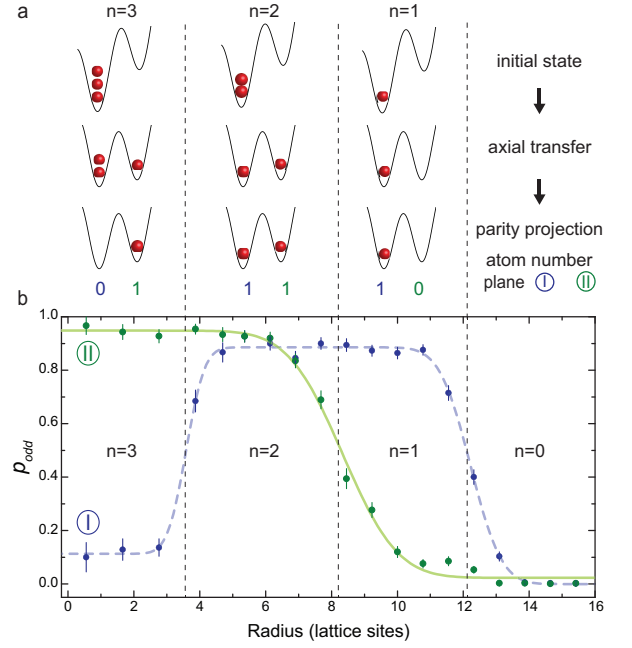 a
n=3 n=2 n=1
initial state
axial transfer
parity projection
atom number
plane I II
0 1 1 1 1 0
b
1.0
0.8
0.6
0.4
0.2
0.0
p_odd
II
n=3 n=2 n=1 n=0
I
0 2 4 6 8 10 12 14 16
Radius (lattice sites)